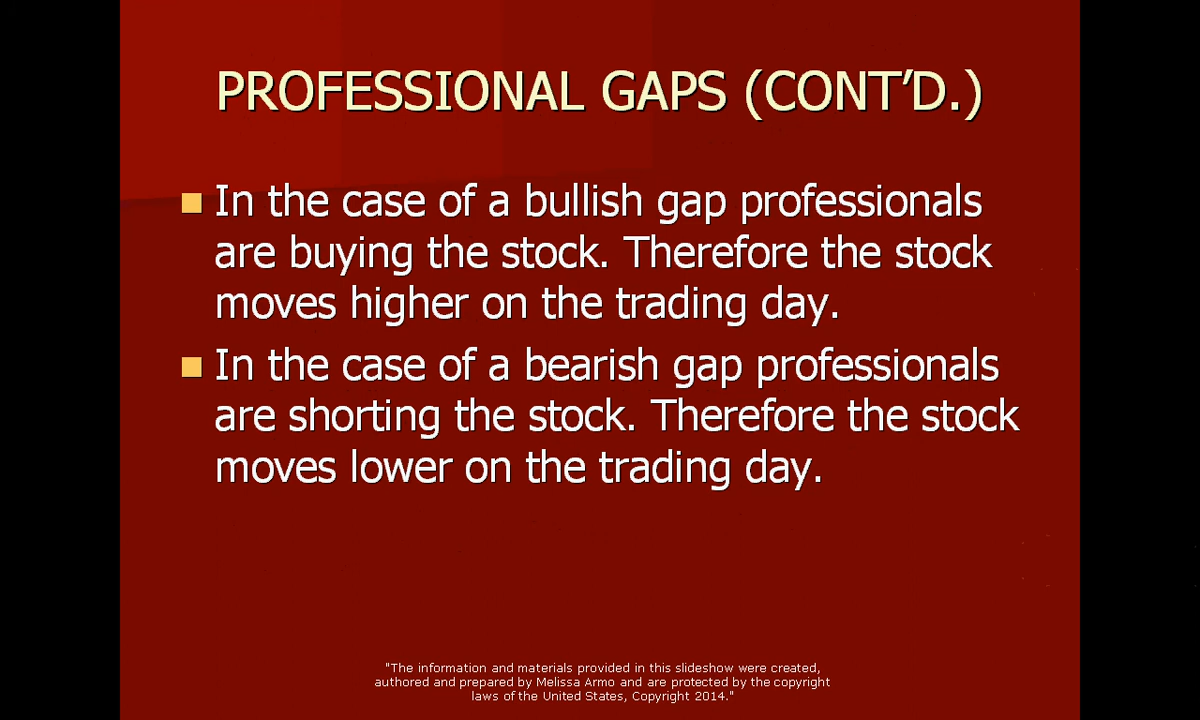 PROFESSIONAL GAPS (CONT’D.)
In the case of a bullish gap professionals
are buying the stock. Therefore the stock
moves higher on the trading day.
In the case of a bearish gap professionals
are shorting the stock. Therefore the stock
moves lower on the trading day.
"The information and materials provided in this slideshow were created,
authored and prepared by Melissa Armo and are protected by the copyright
laws of the United States, Copyright 2014."